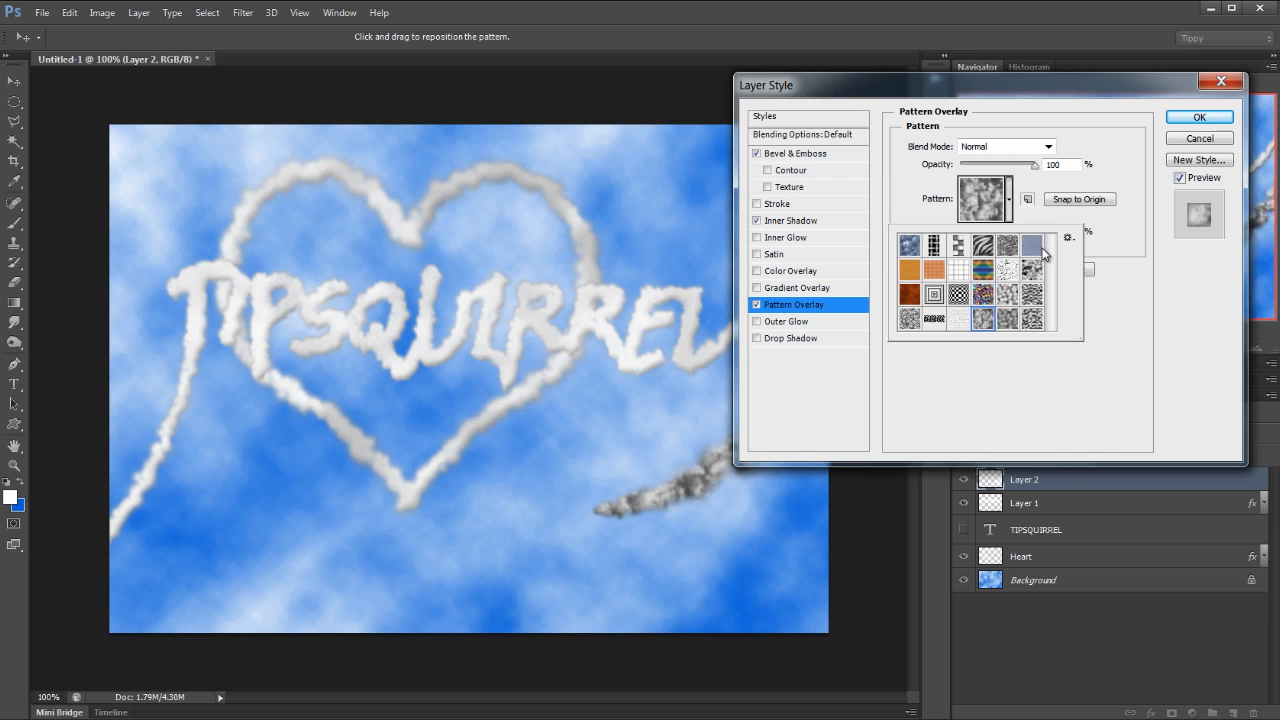 Ps File Edit Image Layer Type Select Filter 3D View Window Help
Click and drag to reposition the pattern.
Tippy
Untitled-1 @ 100% (Layer 2, RGB/8) * ×
Navigator Histogram
Layer Style
Styles
Blending Options: Default
Bevel & Emboss
Contour
Texture
Stroke
Inner Shadow
Inner Glow
Satin
Color Overlay
Gradient Overlay
Pattern Overlay
Outer Glow
Drop Shadow
Pattern Overlay
Pattern
Blend Mode: Normal
Opacity: 100 %
Pattern: Snap to Origin
%
OK
Cancel
New Style...
Preview
TIPSQUIRREL
Layer 2
Layer 1 fx
T TIPSQUIRREL
Heart fx
Background
100% Doc: 1.79M/4.30M
Mini Bridge Timeline